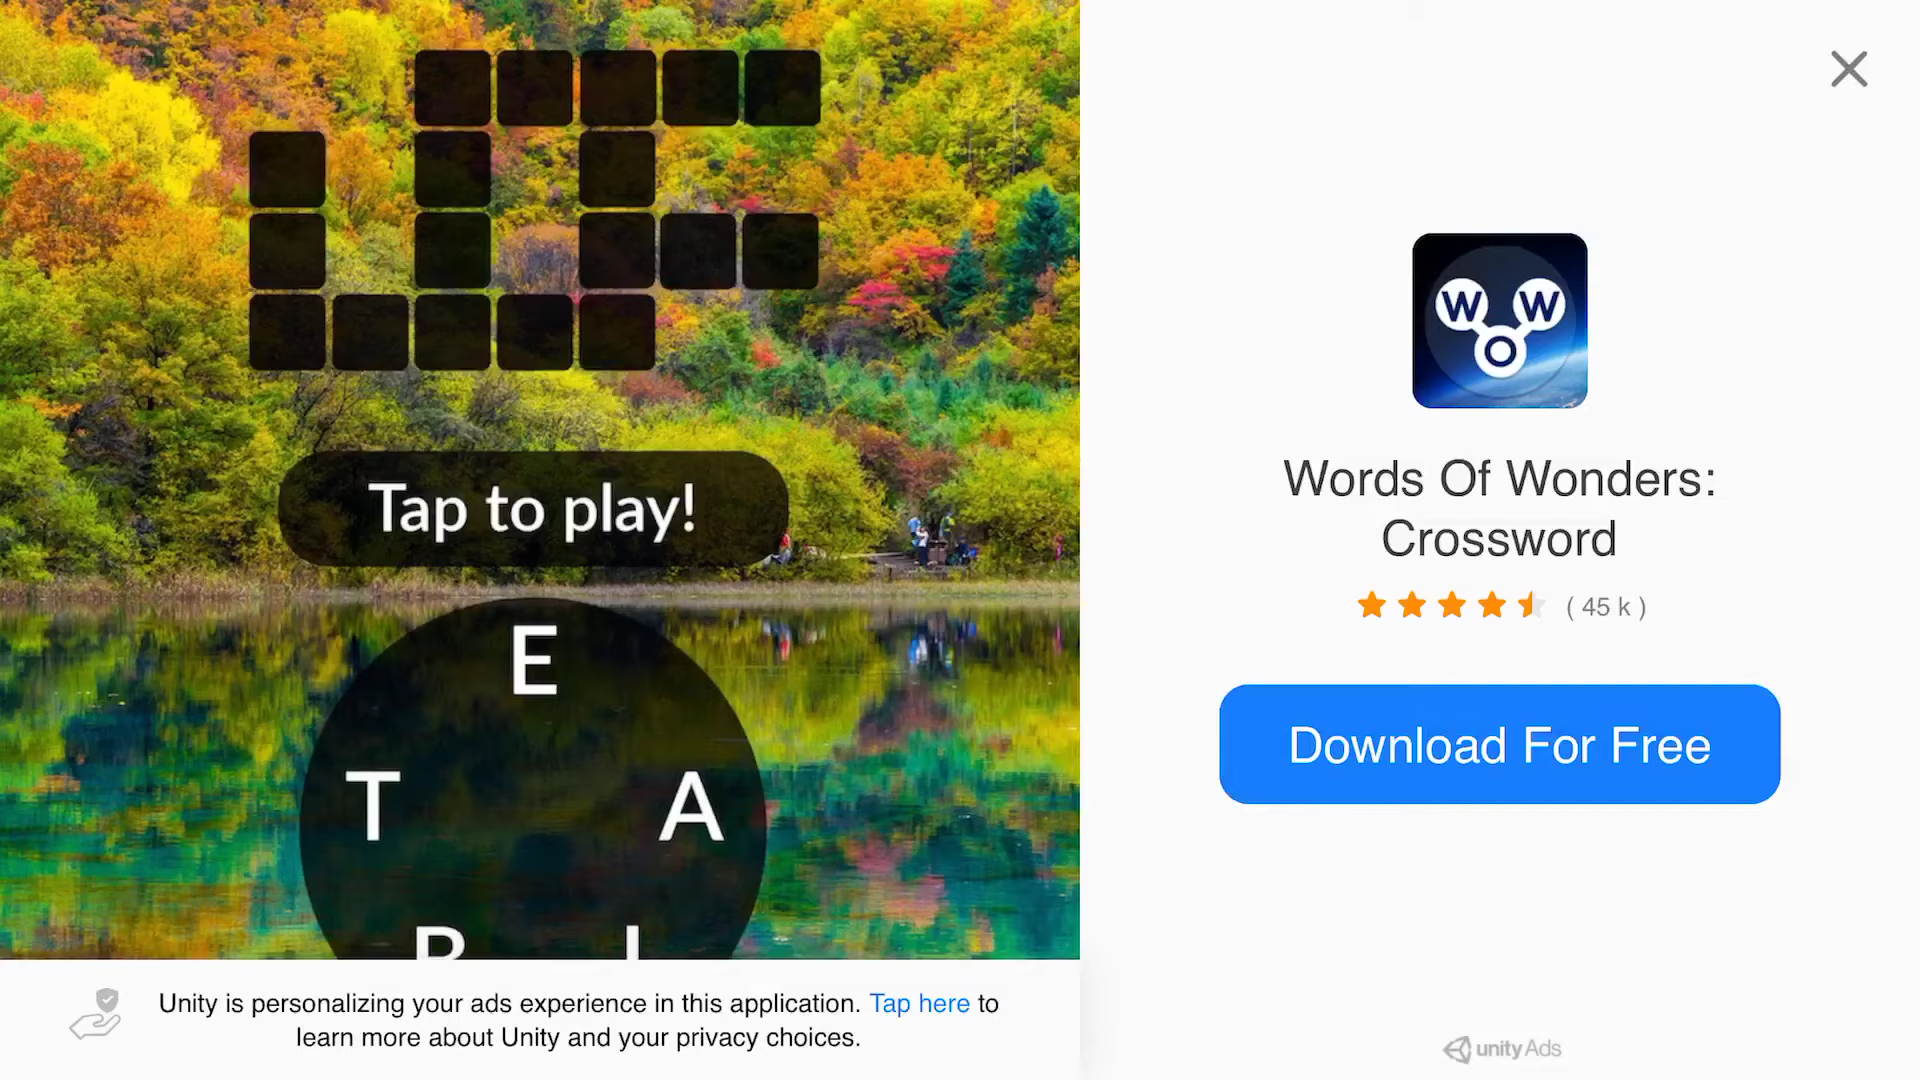 Tap to play!
E
T
A
W
W
O
Words Of Wonders:
Crossword
( 45 k )
Download For Free
Unity is personalizing your ads experience in this application. Tap here to
learn more about Unity and your privacy choices.
unity Ads